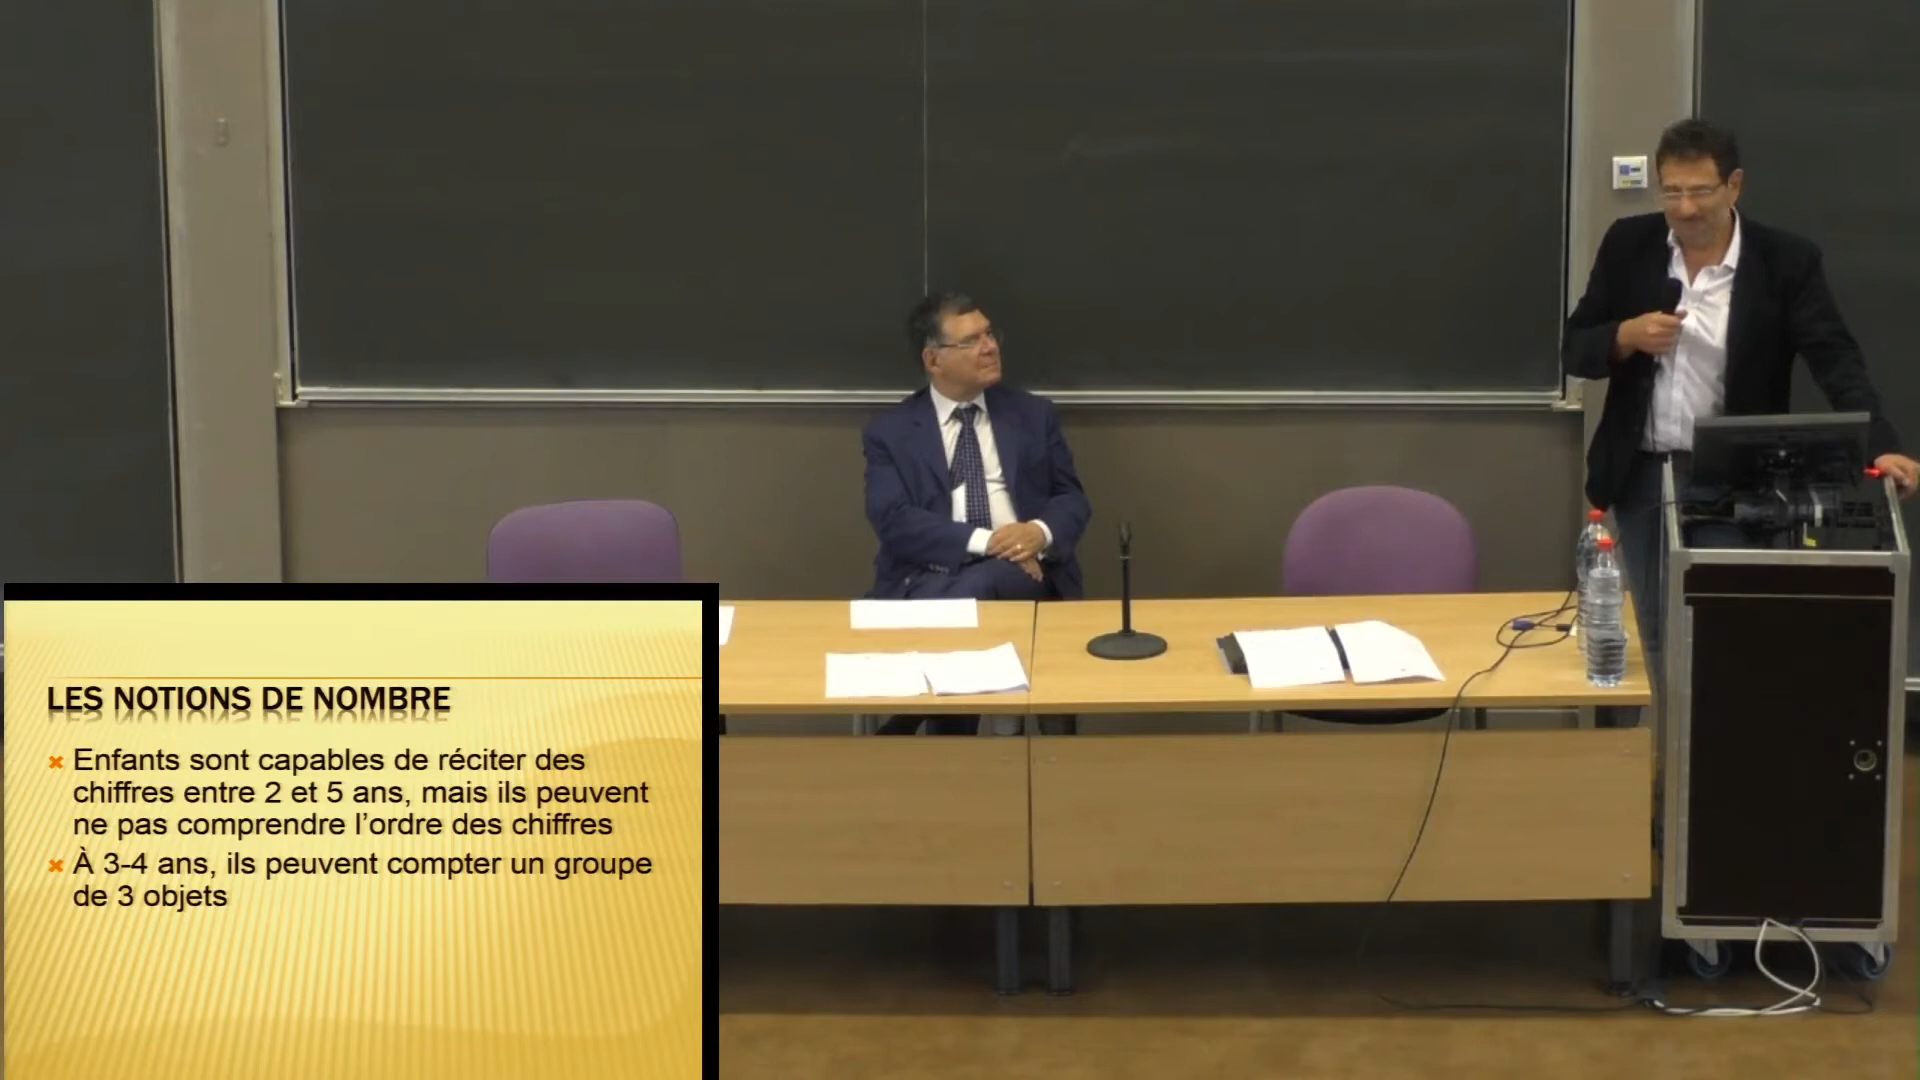 LES NOTIONS DE NOMBRE
Enfants sont capables de réciter des
chiffres entre 2 et 5 ans, mais ils peuvent
ne pas comprendre l’ordre des chiffres
À 3-4 ans, ils peuvent compter un groupe
de 3 objets